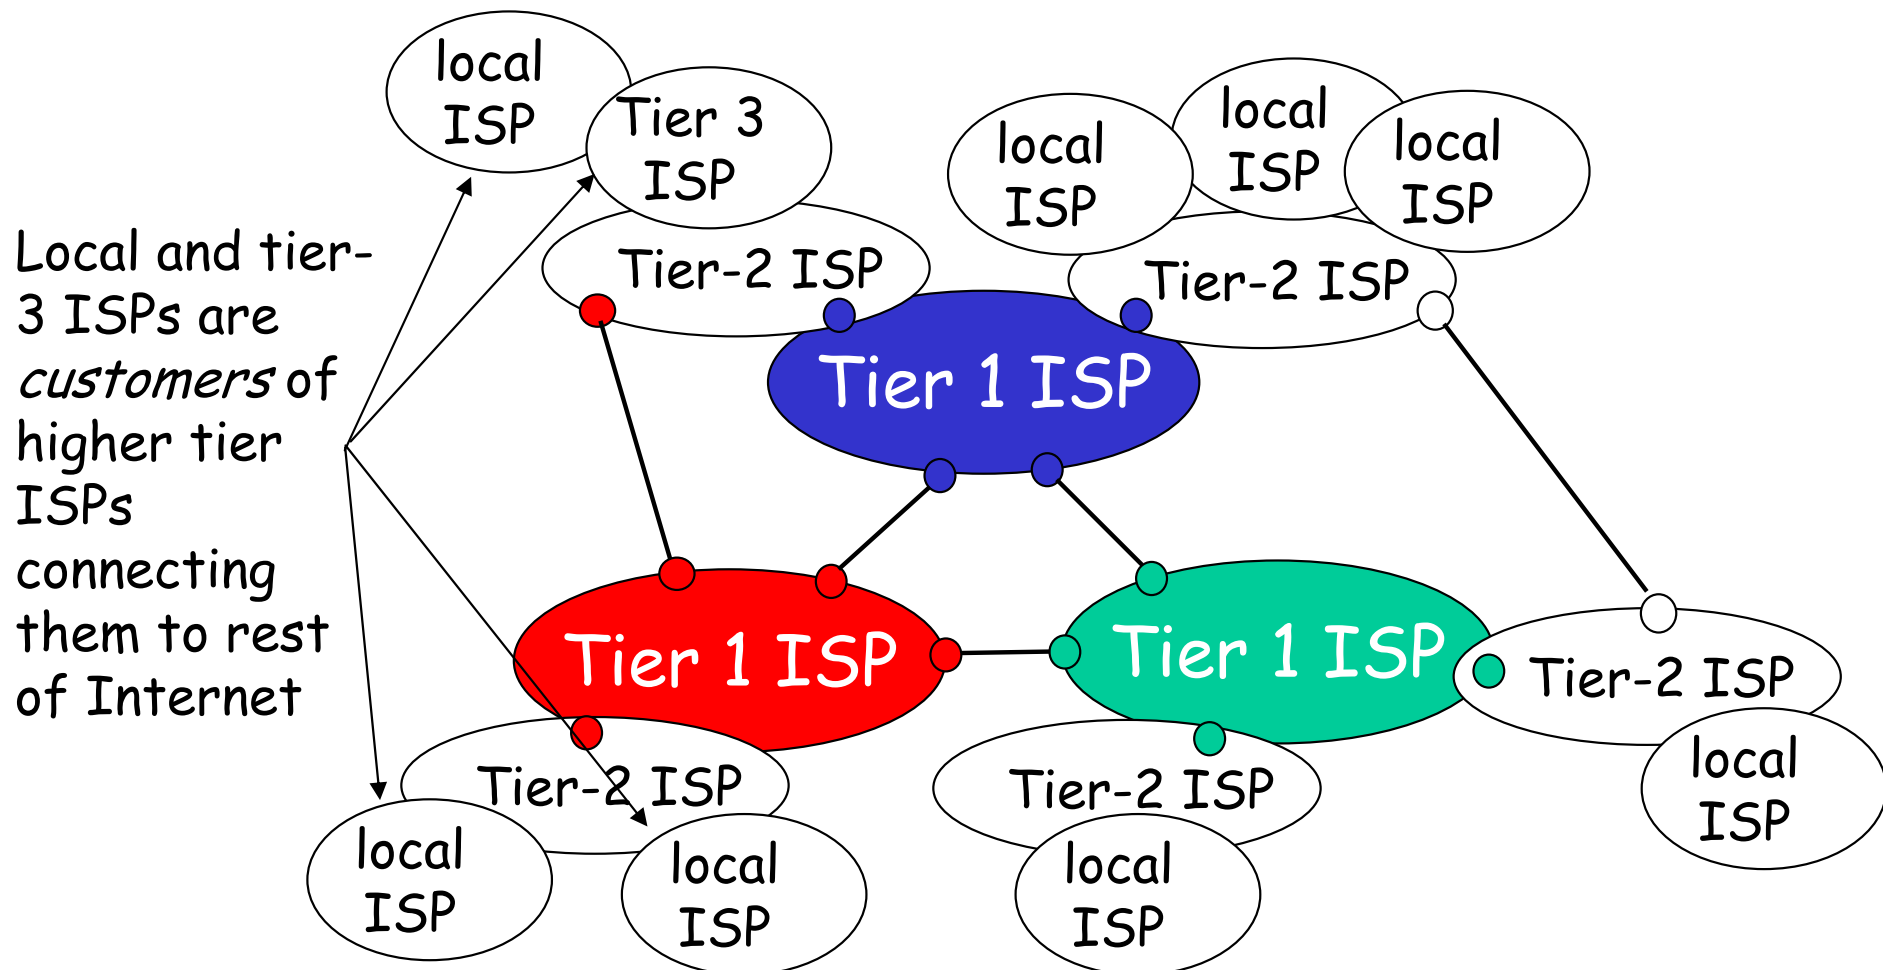 local
ISP
Tier 3
ISP
local
ISP
local
ISP
local
ISP
Tier-2 ISP
Tier-2 ISP
Local and tier-
3 ISPs are
customers of
higher tier
ISPs
connecting
them to rest
of Internet
Tier 1 ISP
Tier 1 ISP
Tier 1 ISP
Tier-2 ISP
Tier-2 ISP
Tier-2 ISP
local
ISP
local
ISP
local
ISP
local
ISP